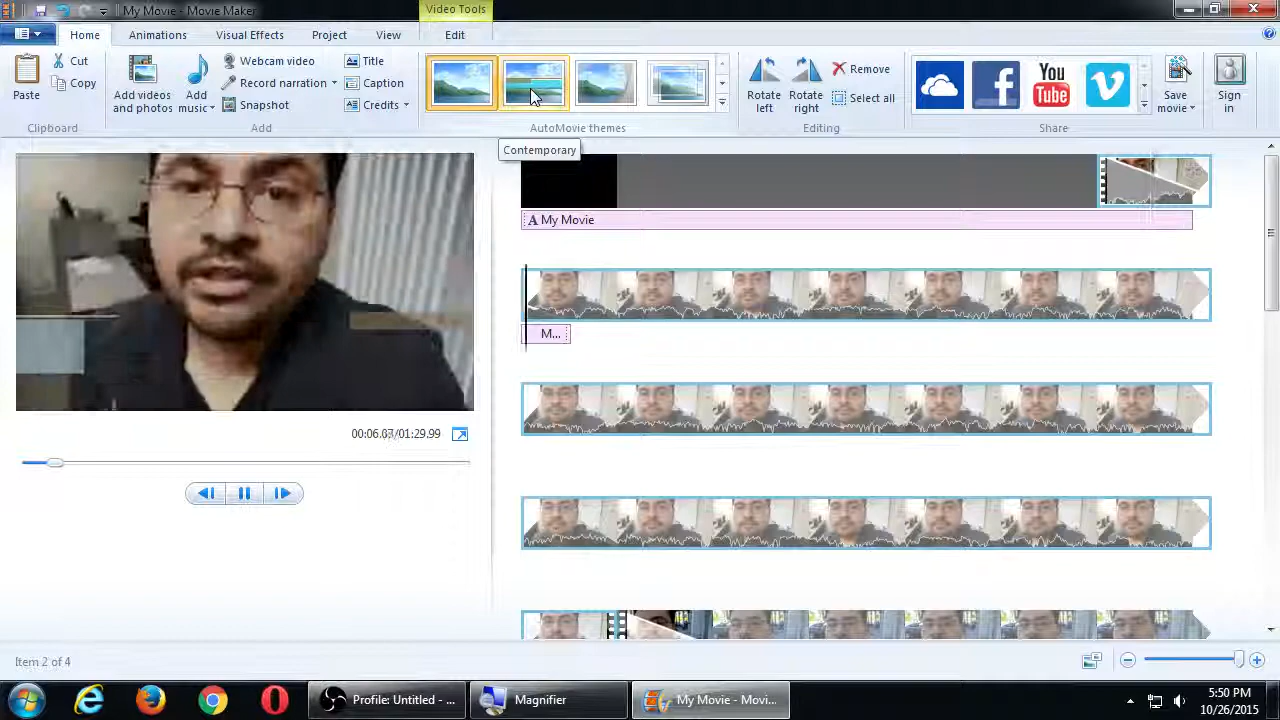 My Movie - Movie Maker
Video Tools
Home
Animations
Visual Effects
Project
View
Edit
Paste
Cut
Copy
Clipboard
Add videos and photos
Add music
Webcam video
Record narration
Snapshot
Title
Caption
Credits
Add
AutoMovie themes
Rotate left
Rotate right
Remove
Select all
Editing
You Tube
Share
Save movie
Sign in
Contemporary
A My Movie
M...
00:06.07/01:29.99
Item 2 of 4
Profile: Untitled - ...
Magnifier
My Movie - Movi...
5:50 PM
10/26/2015